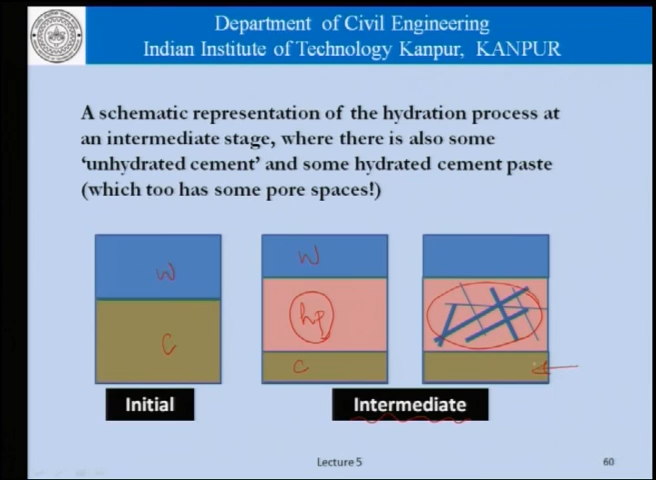 Department of Civil Engineering
Indian Institute of Technology Kanpur, KANPUR
A schematic representation of the hydration process at
an intermediate stage, where there is also some
‘unhydrated cement’ and some hydrated cement paste
(which too has some pore spaces!)
W
C
W
hp
C
Initial
Intermediate
Lecture 5
60